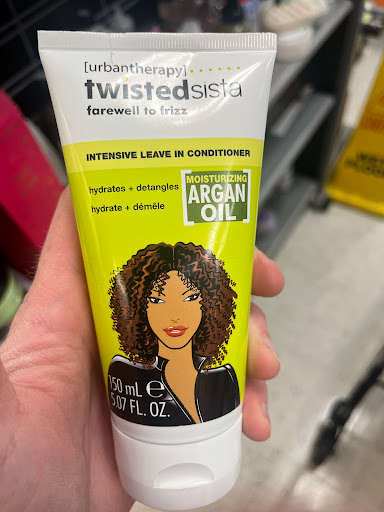 [urbantherapy]
twistedsista
farewell to frizz
INTENSIVE LEAVE IN CONDITIONER
hydrates + detangles
hydrate + démêle
MOISTURIZING
ARGAN
OIL
150 mL e
5.07 FL. OZ.